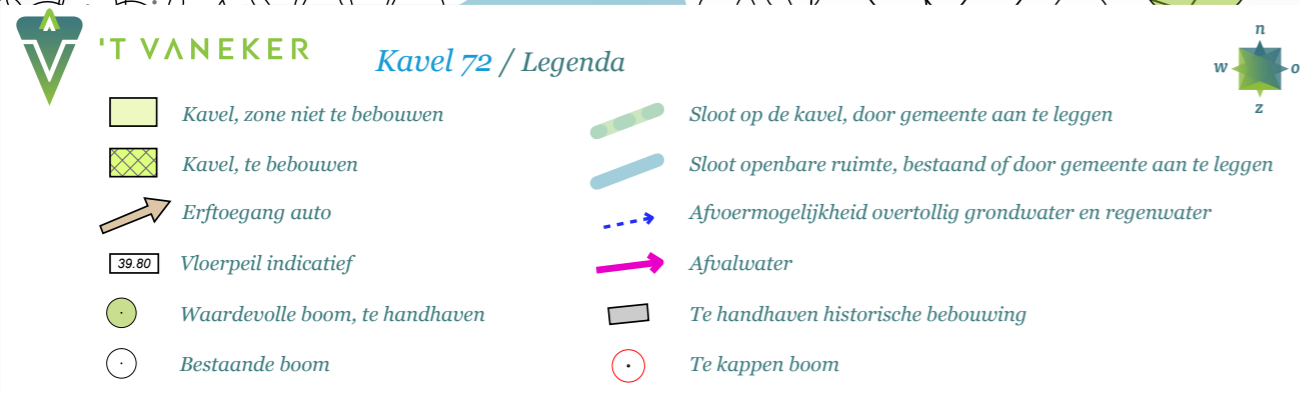 'T VANEKER
Kavel 72 / Legenda
n
w
o
z
Kavel, zone niet te bebouwen
Kavel, te bebouwen
Erftoegang auto
39.80
Vloerpeil indicatief
Waardevolle boom, te handhaven
Bestaande boom
Sloot op de kavel, door gemeente aan te leggen
Sloot openbare ruimte, bestaand of door gemeente aan te leggen
Afvoermogelijkheid overtollig grondwater en regenwater
Afvalwater
Te handhaven historische bebouwing
Te kappen boom